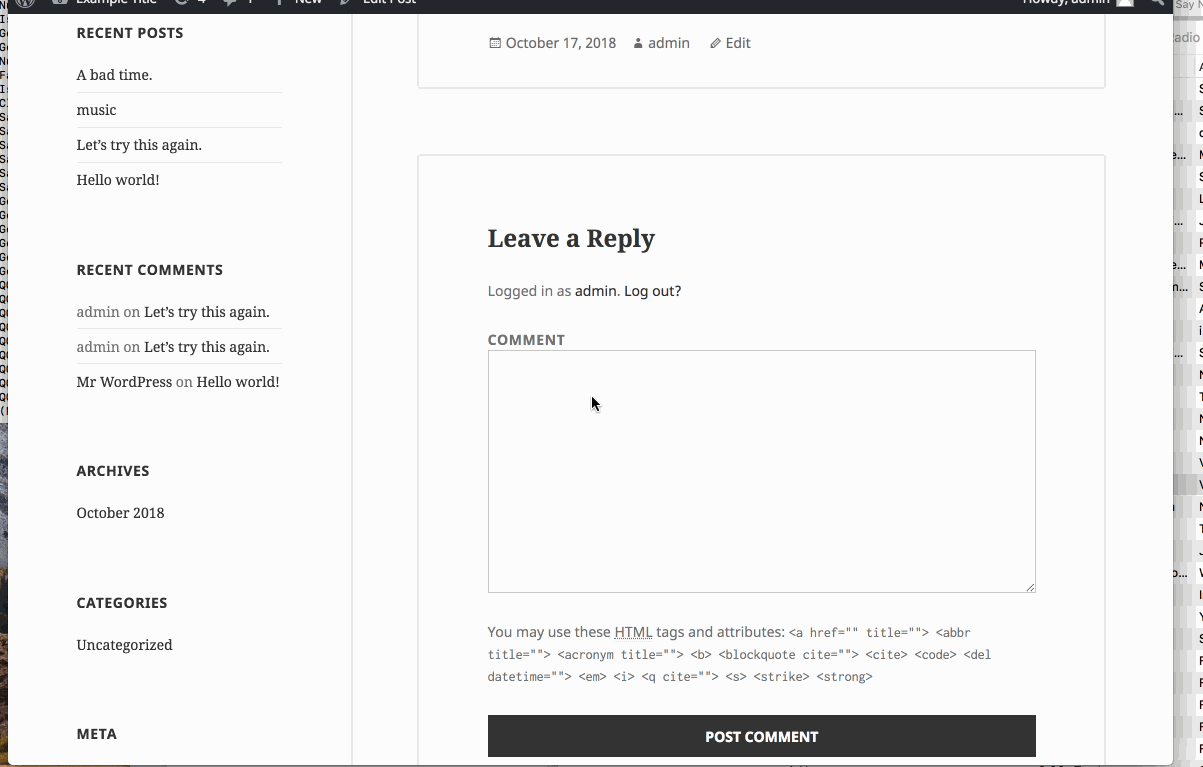 Example Title
4
1
New
Edit Post
Howdy, admin
RECENT POSTS
A bad time.
music
Let’s try this again.
Hello world!
RECENT COMMENTS
admin on Let’s try this again.
admin on Let’s try this again.
Mr WordPress on Hello world!
ARCHIVES
October 2018
CATEGORIES
Uncategorized
META
October 17, 2018
admin
Edit
Leave a Reply
Logged in as admin. Log out?
COMMENT
You may use these HTML tags and attributes: <a href="" title=""> <abbr
title=""> <acronym title=""> <b> <blockquote cite=""> <cite> <code> <del
datetime=""> <em> <i> <q cite=""> <s> <strike> <strong>
POST COMMENT